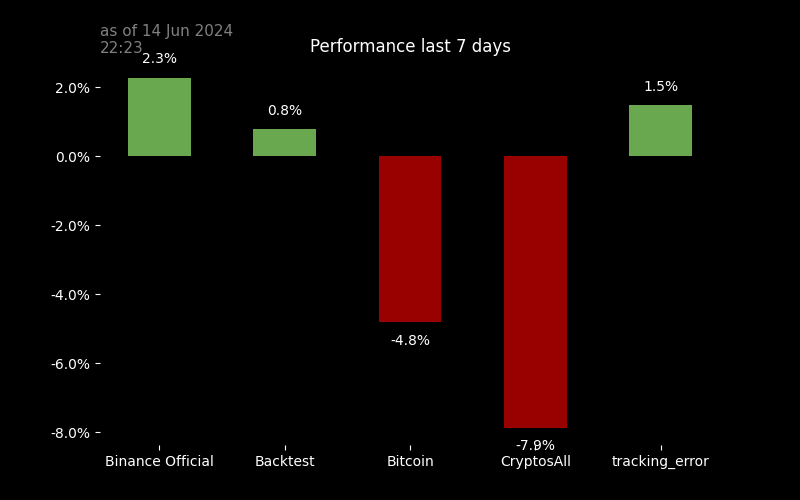 as of 14 Jun 2024
22:23
Performance last 7 days
2.3%
0.8%
-4.8%
-7.9%
1.5%
2.0%
0.0%
-2.0%
-4.0%
-6.0%
-8.0%
Binance Official
Backtest
Bitcoin
CryptosAll
tracking_error